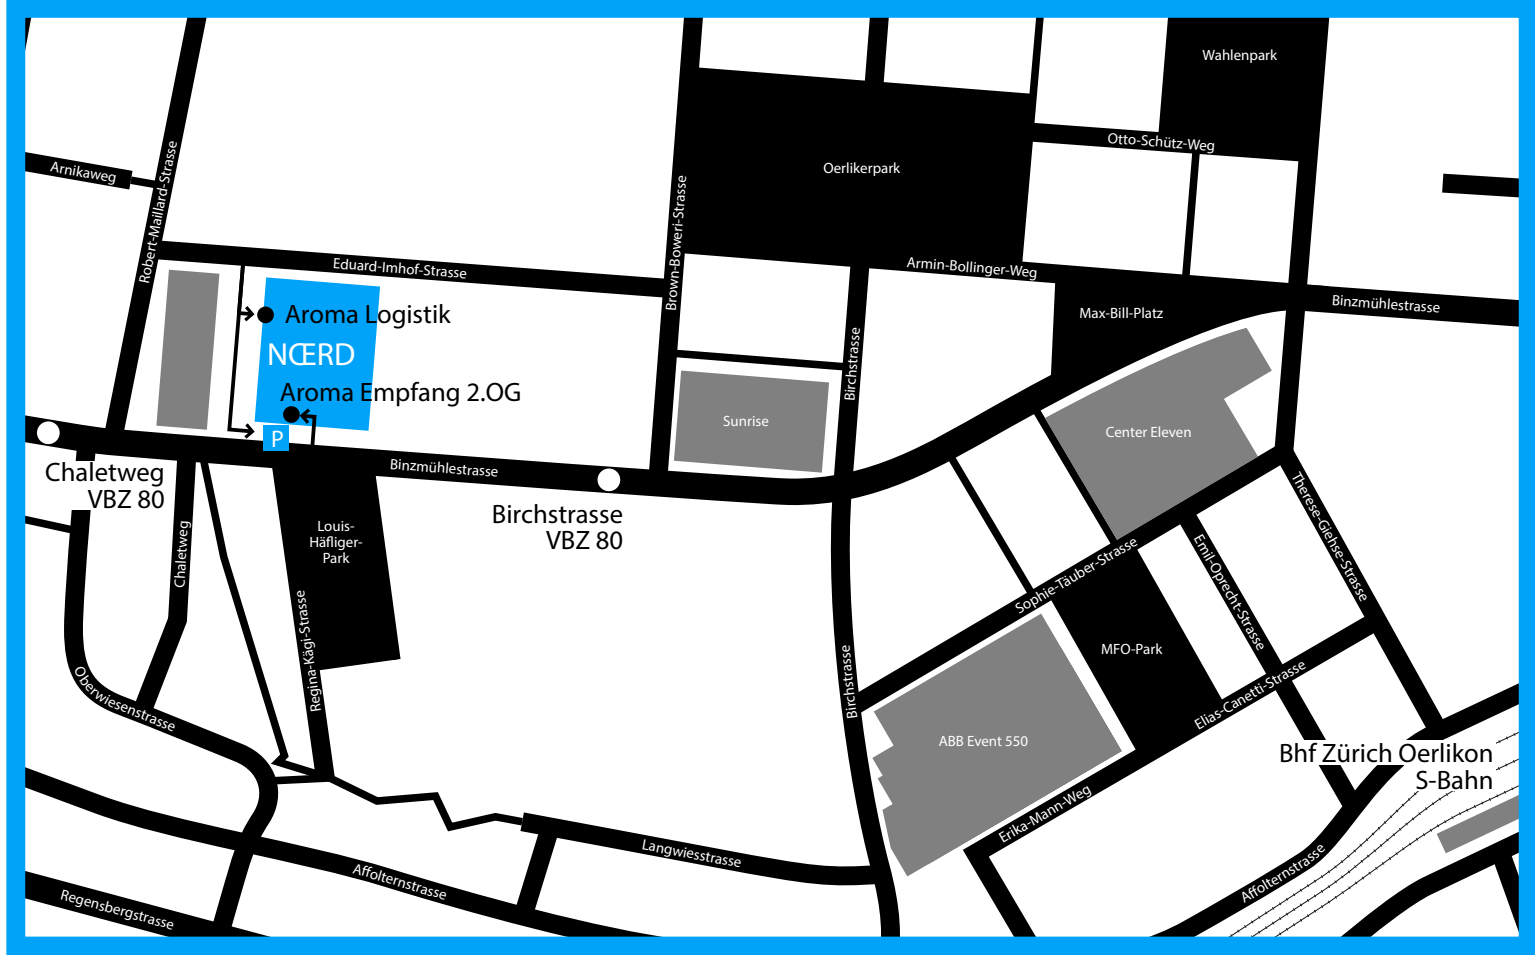 Wahlenpark
Otto-Schütz-Weg
Oerlikerpark
Arnikaweg
Robert-Maillard-Strasse
Brown-Boweri-Strasse
Eduard-Imhof-Strasse
Armin-Bollinger-Weg
Binzmühlestrasse
Max-Bill-Platz
Aroma Logistik
NŒRD
Aroma Empfang 2.OG
P
Birchstrasse
Sunrise
Center Eleven
Chaletweg
VBZ 80
Binzmühlestrasse
Birchstrasse
VBZ 80
Louis-
Häfliger-
Park
Chaletweg
Regina-Kägi-Strasse
Oberwiesenstrasse
Therese-Giehse-Strasse
Emil-Oprecht-Strasse
Sophie-Täuber-Strasse
MFO-Park
Birchstrasse
Elias-Canetti-Strasse
ABB Event 550
Bhf Zürich Oerlikon
S-Bahn
Erika-Mann-Weg
Langwiesstrasse
Affolternstrasse
Affolternstrasse
Regensbergstrasse